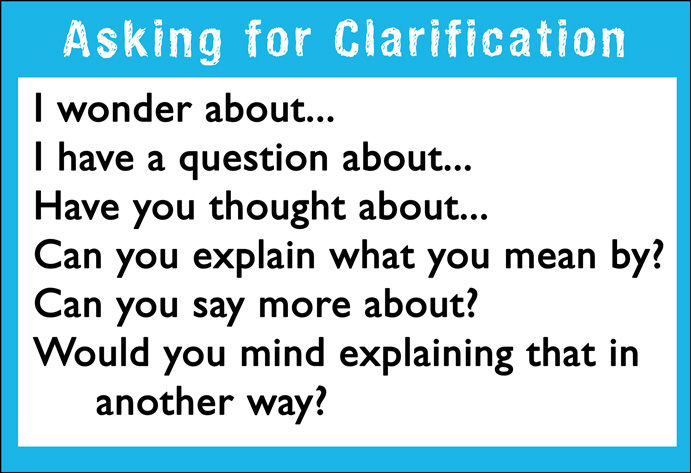 Asking for Clarification
I wonder about...
I have a question about...
Have you thought about...
Can you explain what you mean by?
Can you say more about?
Would you mind explaining that in
another way?